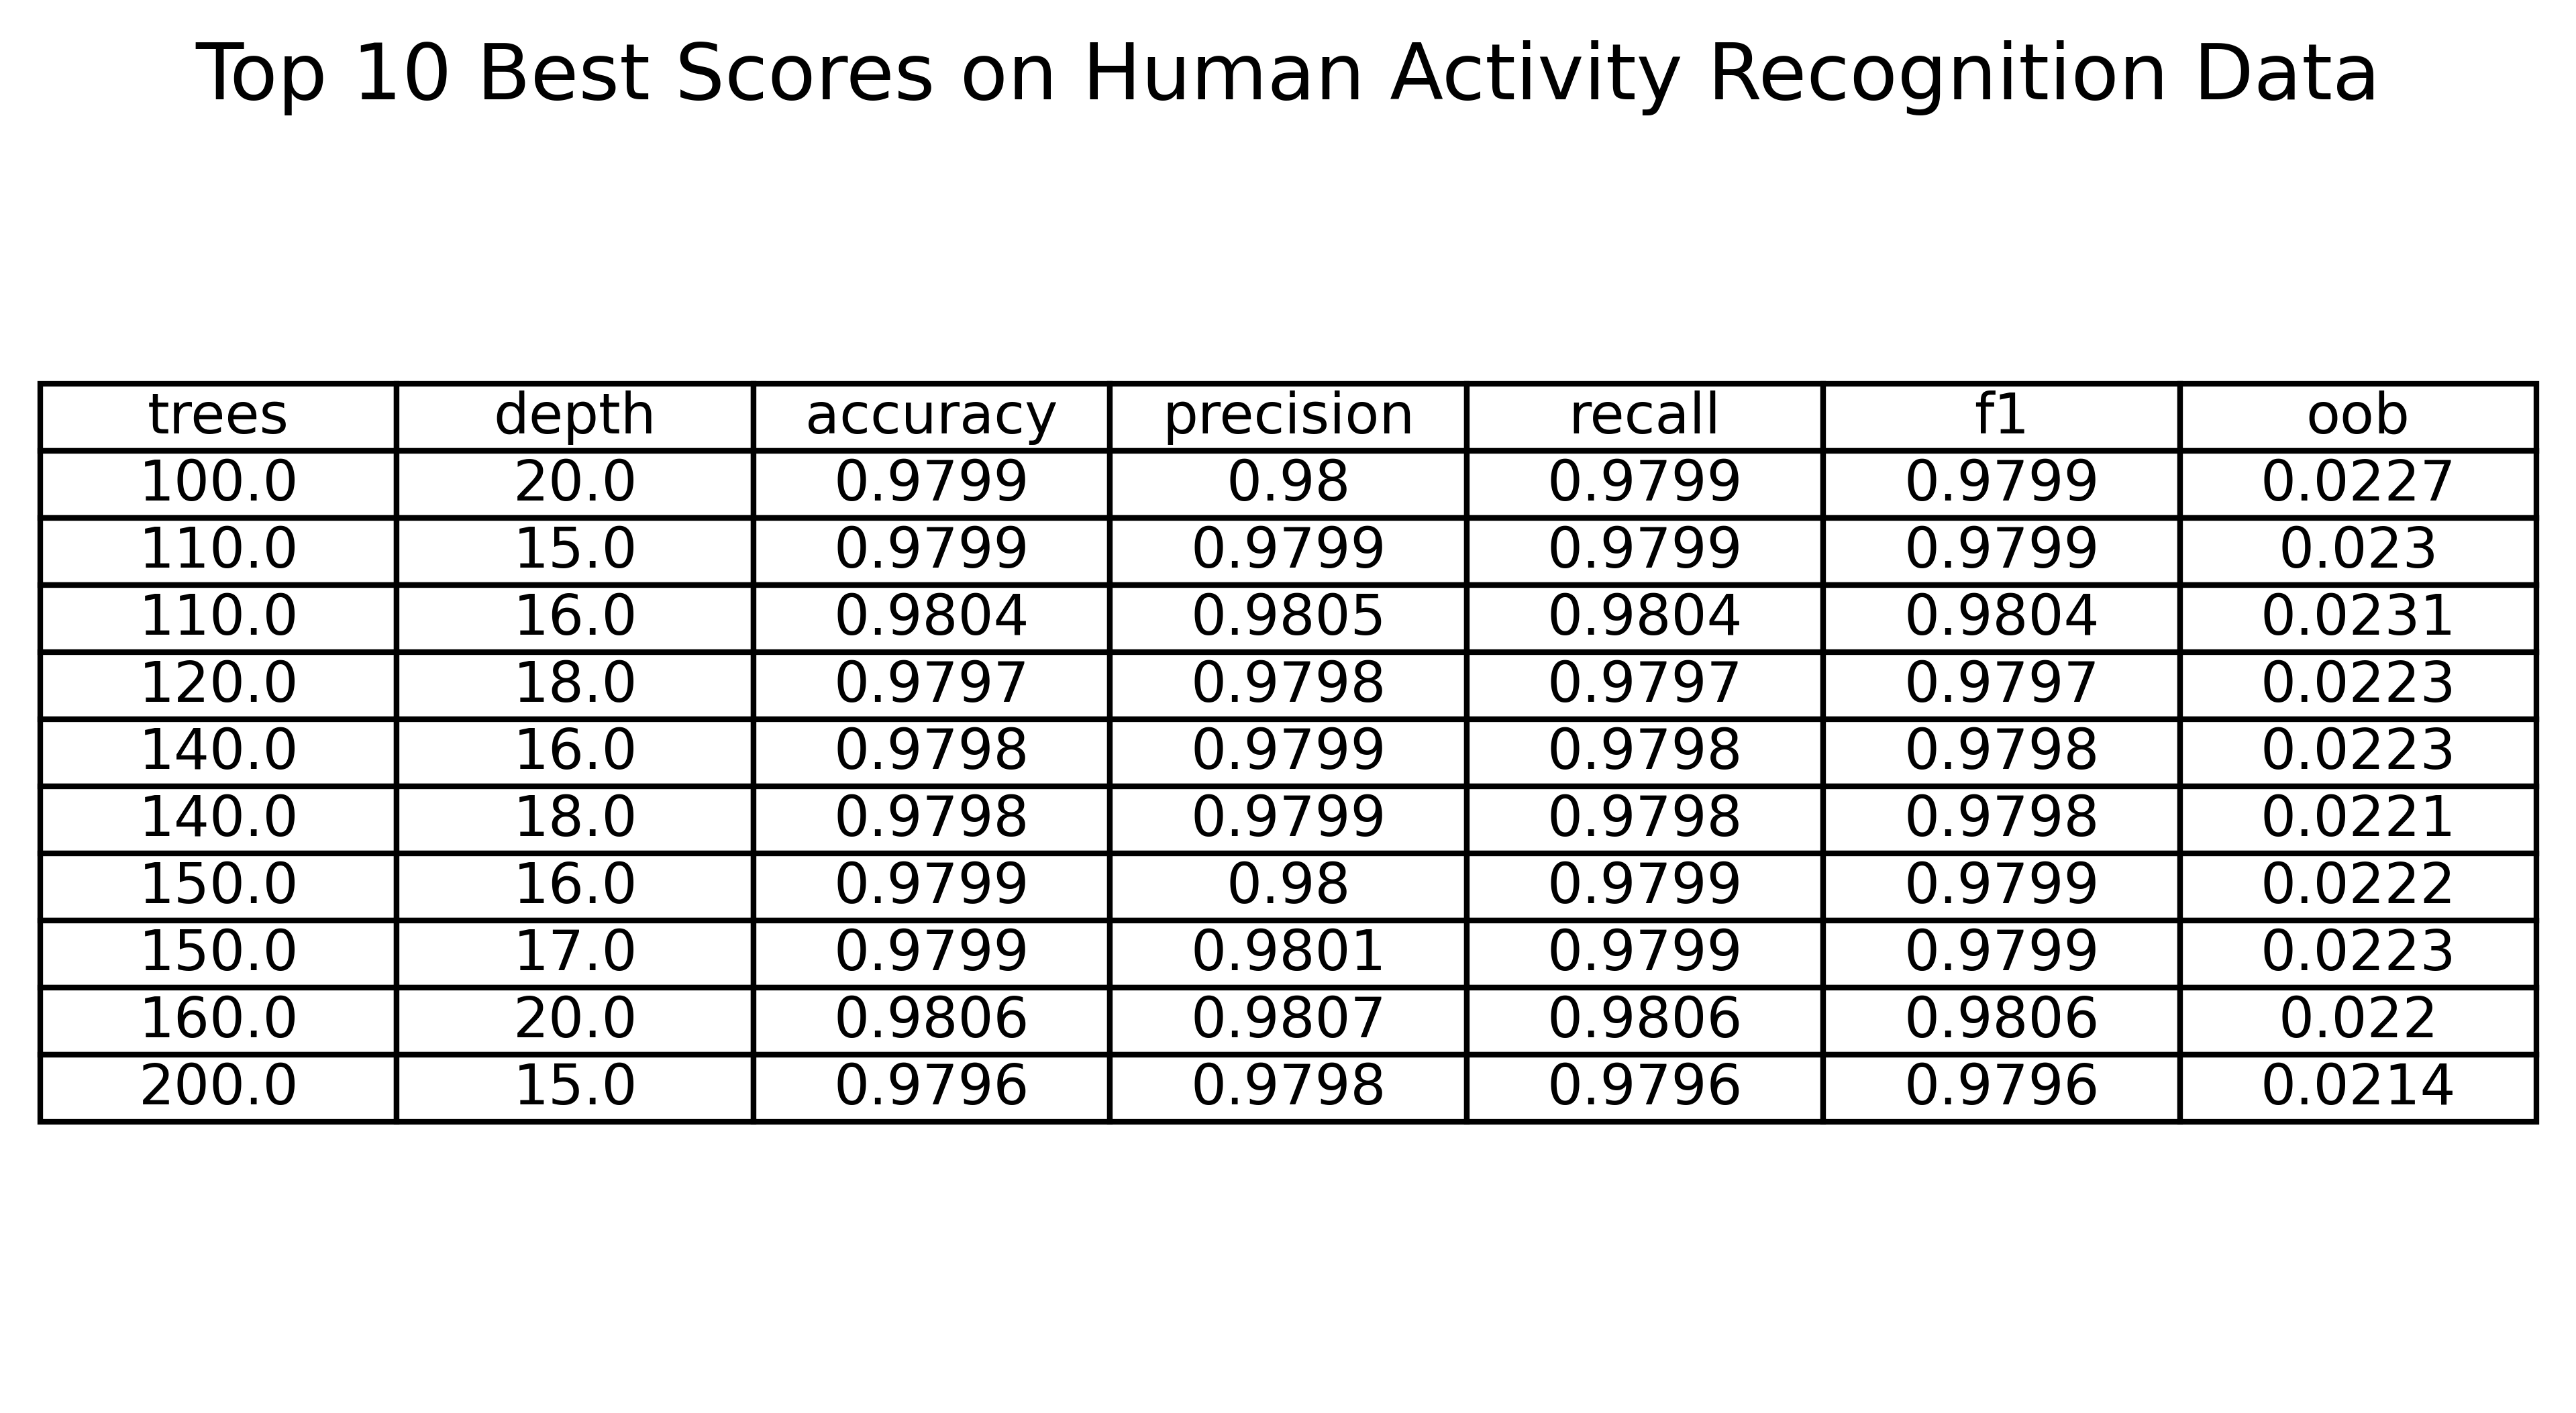 Top 10 Best Scores on Human Activity Recognition Data
trees depth accuracy precision recall f1 oob
100.0 20.0 0.9799 0.98 0.9799 0.9799 0.0227
110.0 15.0 0.9799 0.9799 0.9799 0.9799 0.023
110.0 16.0 0.9804 0.9805 0.9804 0.9804 0.0231
120.0 18.0 0.9797 0.9798 0.9797 0.9797 0.0223
140.0 16.0 0.9798 0.9799 0.9798 0.9798 0.0223
140.0 18.0 0.9798 0.9799 0.9798 0.9798 0.0221
150.0 16.0 0.9799 0.98 0.9799 0.9799 0.0222
150.0 17.0 0.9799 0.9801 0.9799 0.9799 0.0223
160.0 20.0 0.9806 0.9807 0.9806 0.9806 0.022
200.0 15.0 0.9796 0.9798 0.9796 0.9796 0.0214